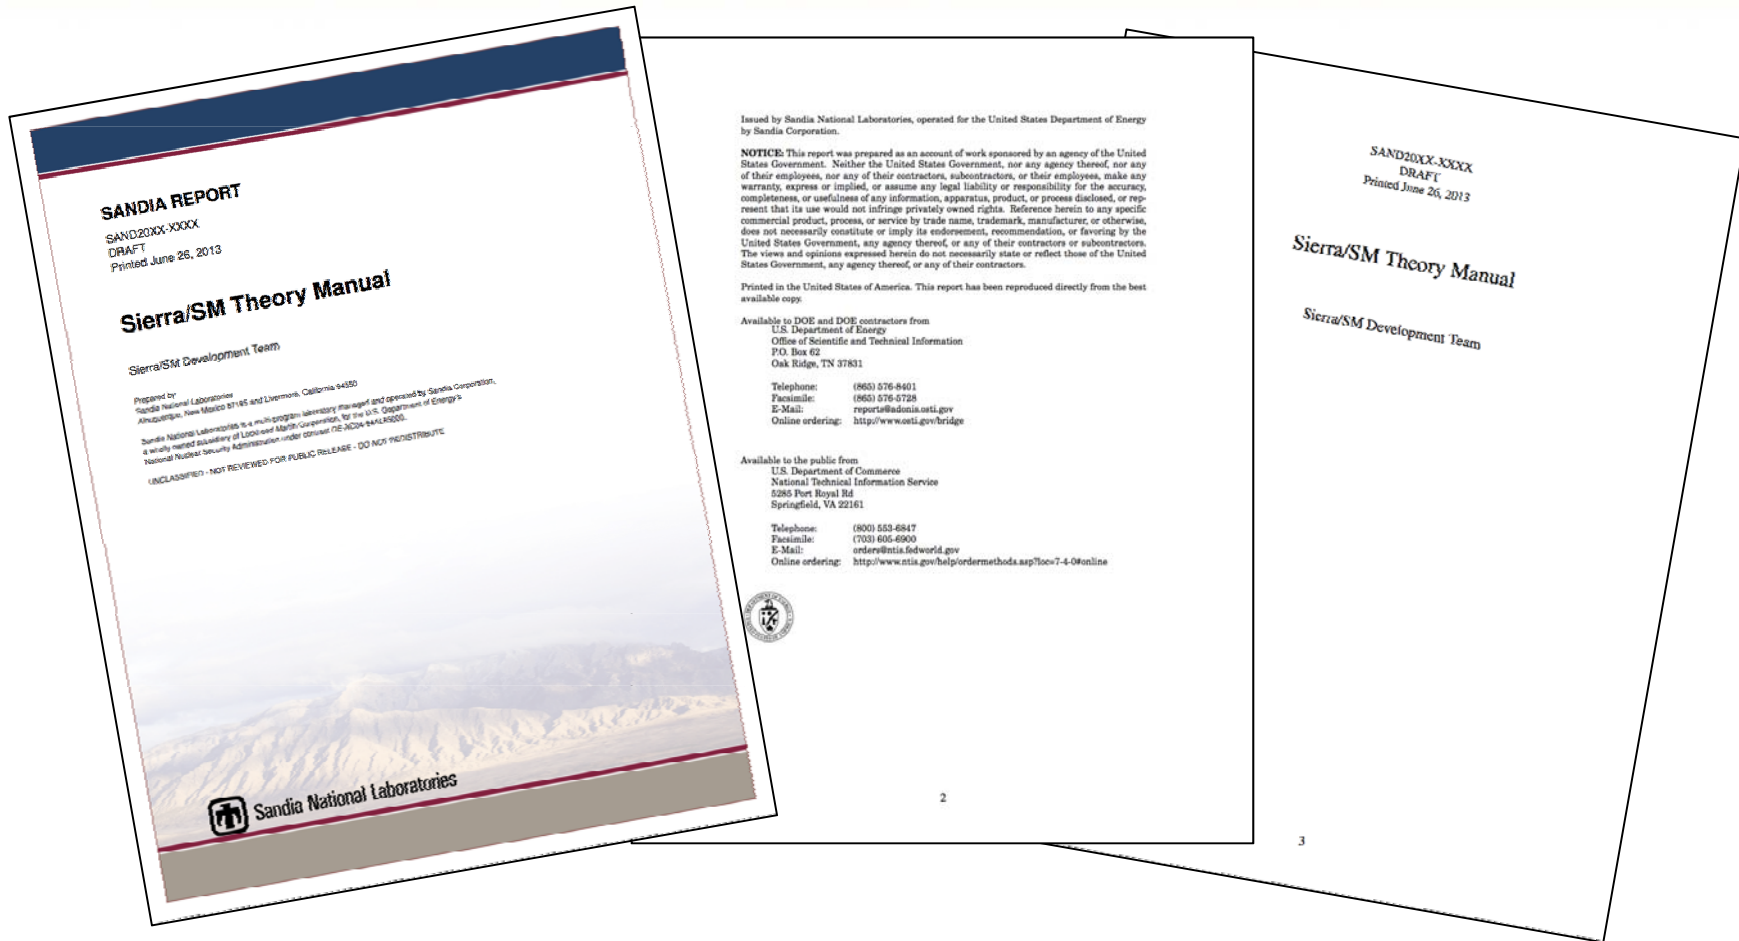 SANDIA REPORT
SAND20XX-XXXX
DRAFT
Printed June 26, 2013
Sierra/SM Theory Manual
Sierra/SM Development Team
Prepared by
Sandia National Laboratories
Albuquerque, New Mexico 87185 and Livermore, California 94550
Sandia National Laboratories is a multi-program laboratory managed and operated by Sandia Corporation,
a wholly owned subsidiary of Lockheed Martin Corporation, for the U.S. Department of Energy's
National Nuclear Security Administration under contract DE-AC04-94AL85000.
UNCLASSIFIED - NOT REVIEWED FOR PUBLIC RELEASE - DO NOT REDISTRIBUTE
Sandia National Laboratories
Issued by Sandia National Laboratories, operated for the United States Department of Energy
by Sandia Corporation.
NOTICE: This report was prepared as an account of work sponsored by an agency of the United
States Government. Neither the United States Government, nor any agency thereof, nor any
of their employees, nor any of their contractors, subcontractors, or their employees, make any
warranty, express or implied, or assume any legal liability or responsibility for the accuracy,
completeness, or usefulness of any information, apparatus, product, or process disclosed, or rep-
resent that its use would not infringe privately owned rights. Reference herein to any specific
commercial product, process, or service by trade name, trademark, manufacturer, or otherwise,
does not necessarily constitute or imply its endorsement, recommendation, or favoring by the
United States Government, any agency thereof, or any of their contractors or subcontractors.
The views and opinions expressed herein do not necessarily state or reflect those of the United
States Government, any agency thereof, or any of their contractors.
Printed in the United States of America. This report has been reproduced directly from the best
available copy.
Available to DOE and DOE contractors from
U.S. Department of Energy
Office of Scientific and Technical Information
P.O. Box 62
Oak Ridge, TN 37831
Telephone: (865) 576-8401
Facsimile: (865) 576-5728
E-Mail: reports@adonis.osti.gov
Online ordering: http://www.osti.gov/bridge
Available to the public from
U.S. Department of Commerce
National Technical Information Service
5285 Port Royal Rd
Springfield, VA 22161
Telephone: (800) 553-6847
Facsimile: (703) 605-6900
E-Mail: orders@ntis.fedworld.gov
Online ordering: http://www.ntis.gov/help/ordermethods.asp?loc=7-4-0#online
2
SAND20XX-XXXX
DRAFT
Printed June 26, 2013
Sierra/SM Theory Manual
Sierra/SM Development Team
3